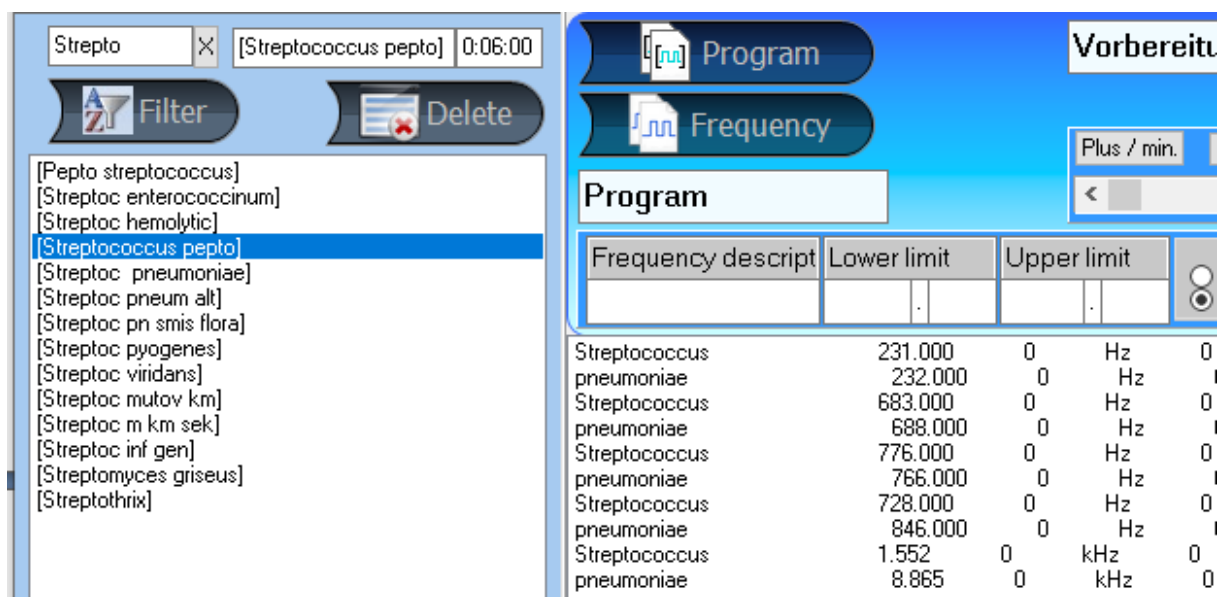 Strepto X [Streptococcus pepto] 0:06:00
Filter Delete
[Pepto streptococcus]
[Streptoc enterococcinum]
[Streptoc hemolytic]
[Streptococcus pepto]
[Streptoc  pneumoniae]
[Streptoc pneum alt]
[Streptoc pn smis flora]
[Streptoc pyogenes]
[Streptoc viridans]
[Streptoc mutov km]
[Streptoc m km sek]
[Streptoc inf gen]
[Streptomyces griseus]
[Streptothrix]
Program
Frequency
Program
Plus / min.
<
Frequency descript Lower limit Upper limit
. .
Streptococcus 231.000 0 Hz 0
pneumoniae 232.000 0 Hz
Streptococcus 683.000 0 Hz 0
pneumoniae 688.000 0 Hz
Streptococcus 776.000 0 Hz 0
pneumoniae 766.000 0 Hz
Streptococcus 728.000 0 Hz 0
pneumoniae 846.000 0 Hz
Streptococcus 1.552 0 kHz 0
pneumoniae 8.865 0 kHz 0